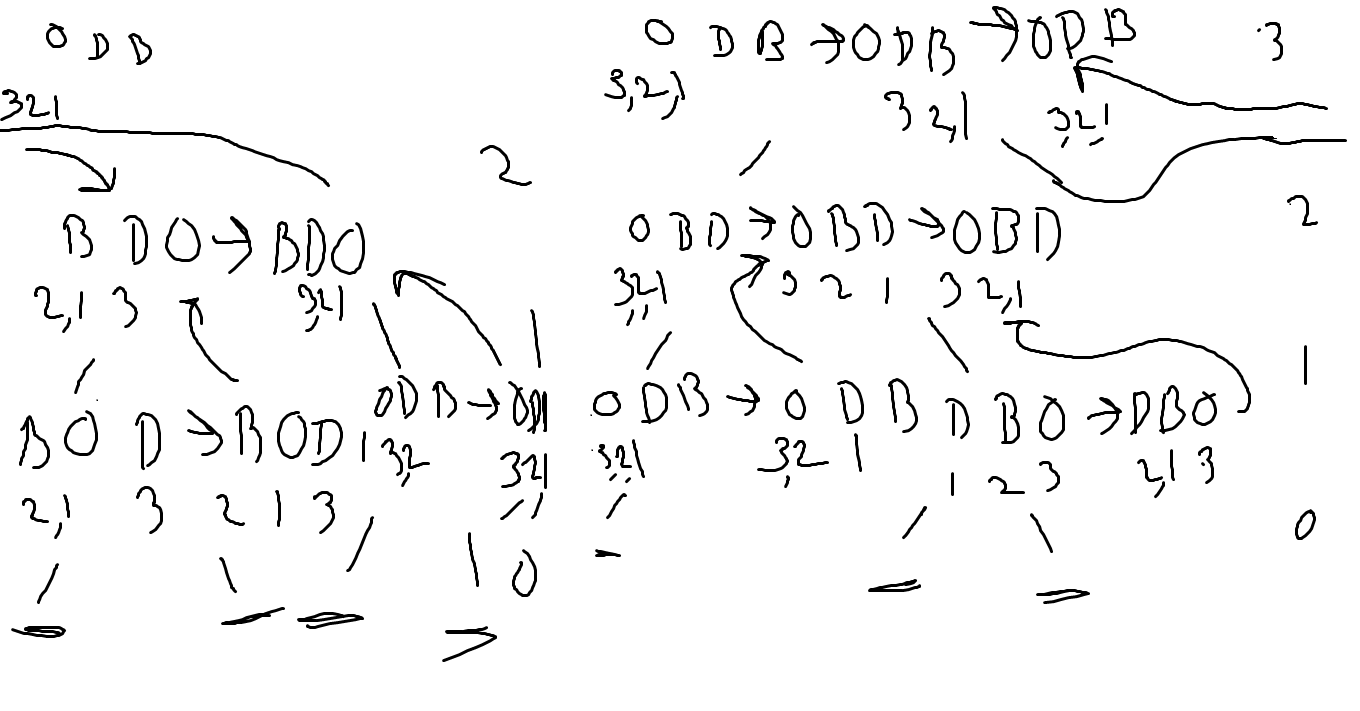 O D B
321
O D B → O D B → O D B 3
3,2,1 3 2,1 3,2,1
2
B D O → B D O
2,1 3 3,2 1
O B D → O B D → O B D 2
3,2,1 3 2 1 3 2,1
B O D → B O D
2,1 3 2 1 3
O D B →
3,2 1 3 2 1
O D B → O D B
3,2,1 3,2 1
D B O → D B O 1
1 2 3 2,1 3
0
0